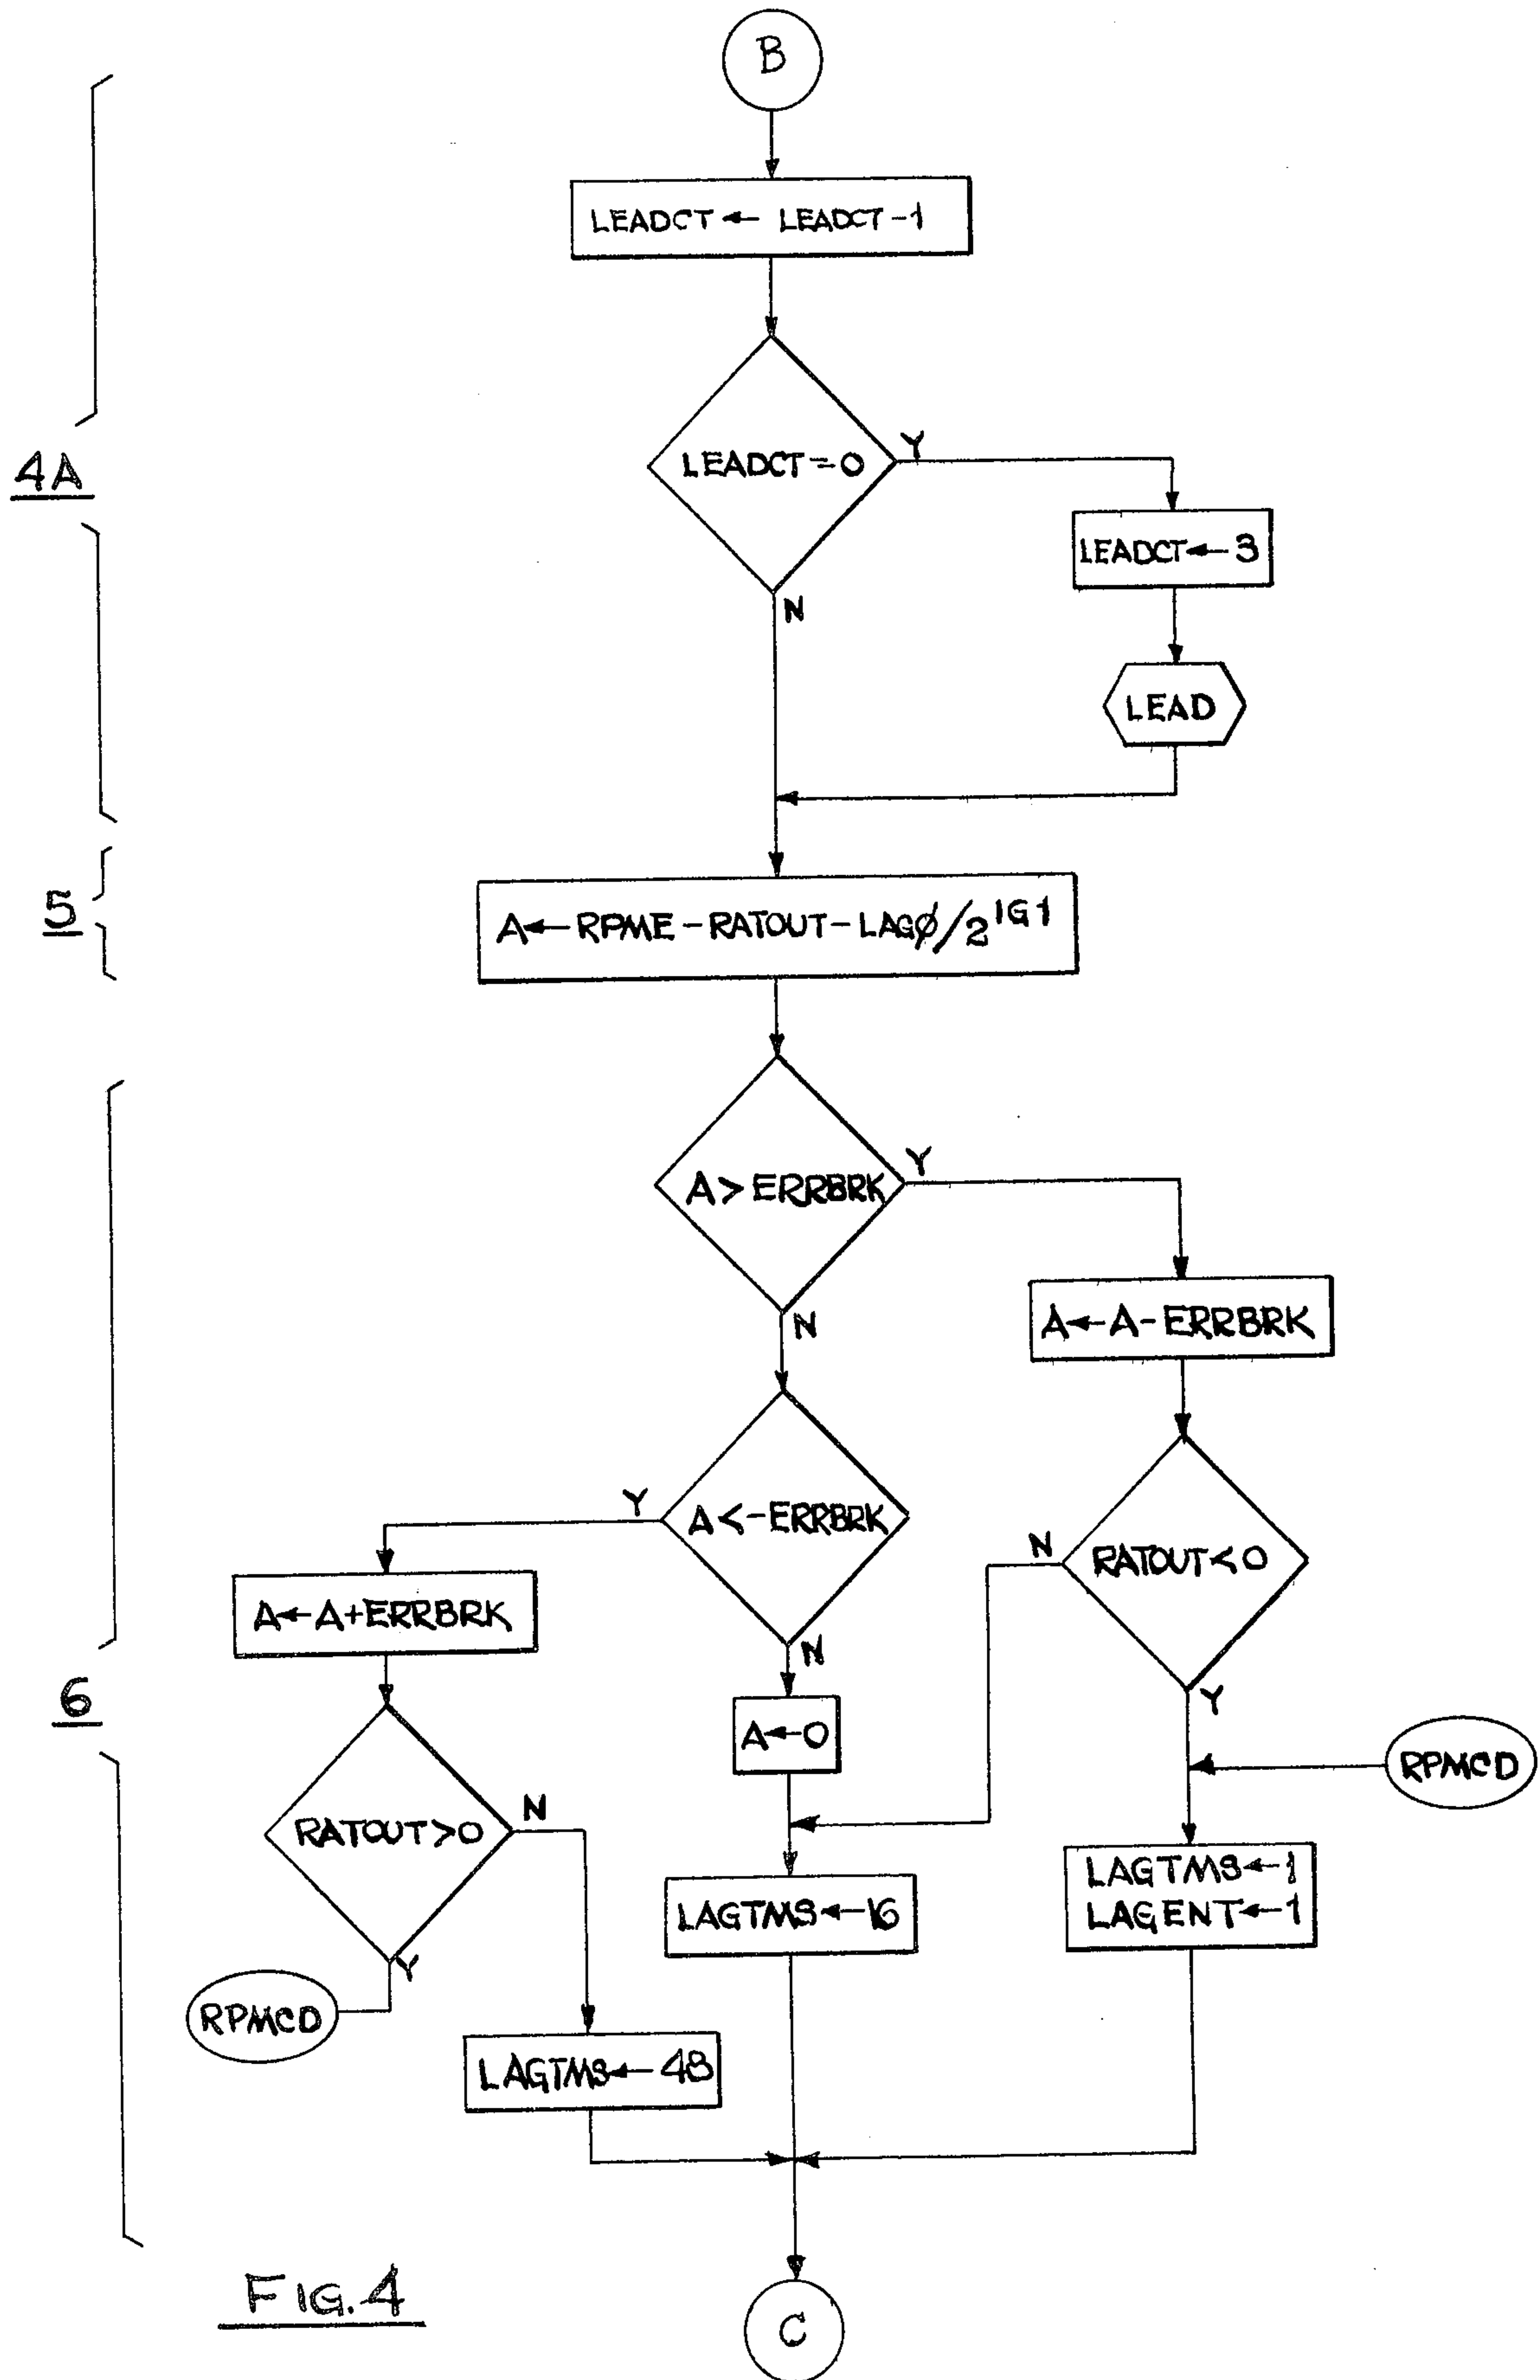 B
LEADCT ← LEADCT - 1
LEADCT = 0
Y
4A
LEADCT ← 3
N
LEAD
5
A ← RPME - RATOUT - LAGØ/2^IG1
A > ERRBRK
Y
A ← A - ERRBRK
N
A < - ERRBRK
Y
RATOUT < 0
N
A ← A + ERRBRK
N
6
A ← 0
Y
RPMCD
RATOUT > 0
N
LAGTMS ← 1
LAGENT ← 1
LAGTMS ← 16
Y
RPMCD
LAGTMS ← 48
FIG. 4
C